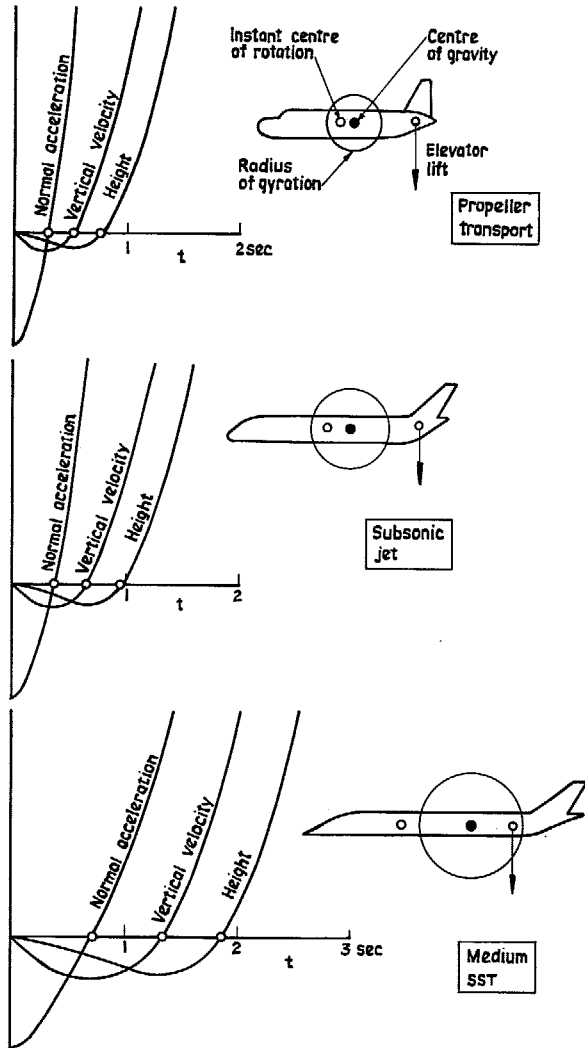 Normal acceleration
Vertical velocity
Height
1
2 sec
t
Instant centre
of rotation
Centre
of gravity
Radius
of gyration
Elevator
lift
Propeller
transport
Normal acceleration
Vertical velocity
Height
1
2
t
Subsonic
jet
Normal acceleration
Vertical velocity
Height
1
2
3 sec
t
Medium
SST